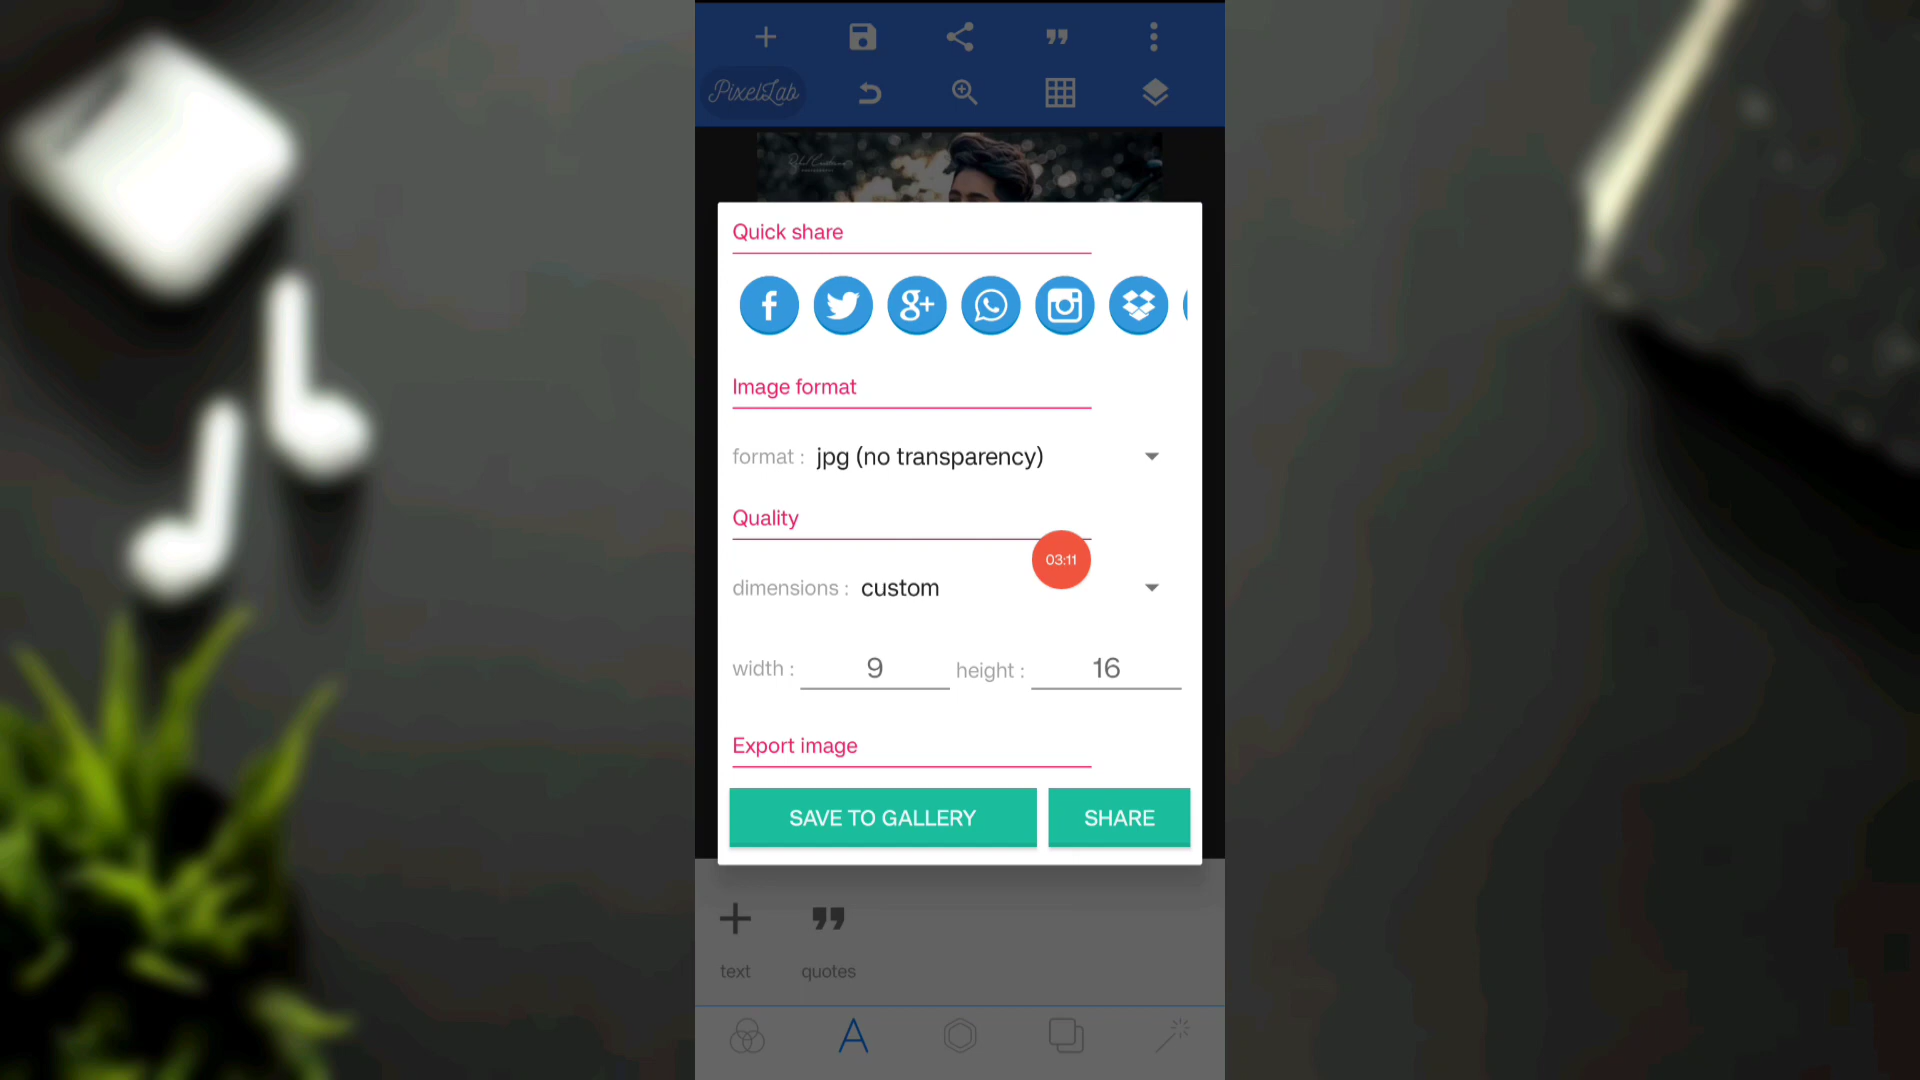 PixelLab
Quick share
Image format
format : jpg (no transparency)
Quality
03:11
dimensions : custom
width : 9 height : 16
Export image
SAVE TO GALLERY SHARE
text quotes